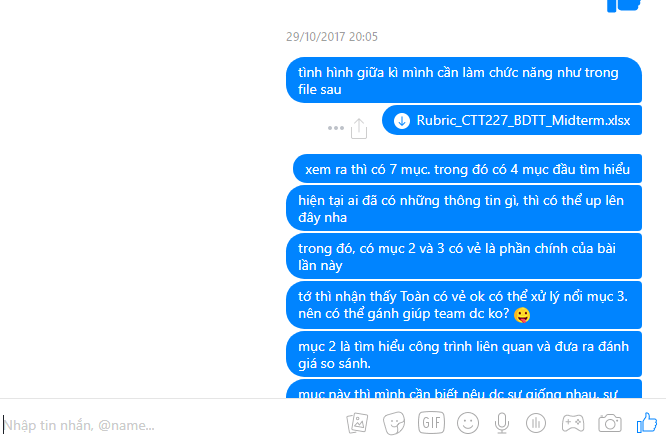 29/10/2017 20:05
tình hình giữa kì mình cần làm chức năng như trong
file sau
Rubric_CTT227_BDTT_Midterm.xlsx
xem ra thì có 7 mục. trong đó có 4 mục đầu tìm hiểu
hiện tại ai đã có những thông tin gì, thì có thể up lên
đây nha
trong đó, có mục 2 và 3 có vẻ là phần chính của bài
lần này
tớ thì nhận thấy Toàn có vẻ ok có thể xử lý nổi mục 3.
nên có thể gánh giúp team dc ko? 😜
mục 2 là tìm hiểu công trình liên quan và đưa ra đánh
giá so sánh.
mục này thì mình cần biết nêu dc sự giống nhau, sự
Nhập tin nhắn, @name...
GIF